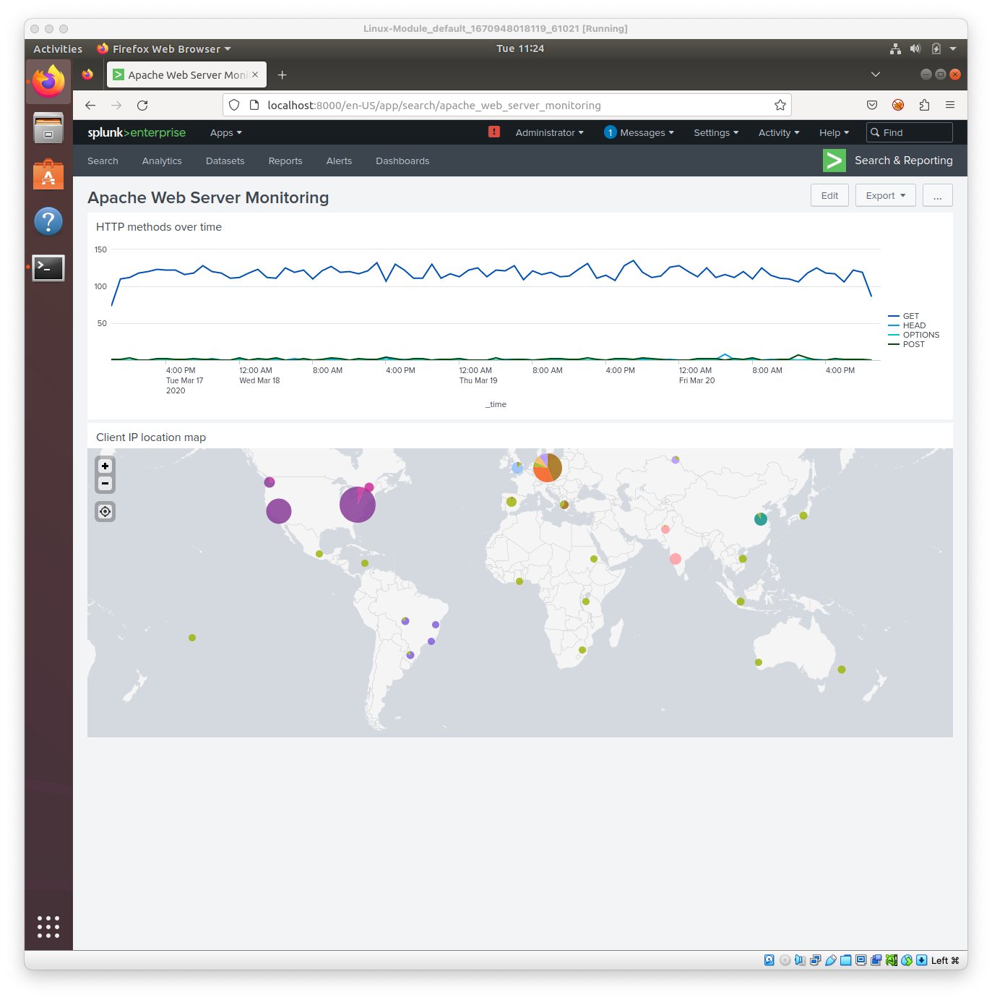 Linux-Module_default_1670948018119_61021 [Running]
Activities Firefox Web Browser Tue 11:24
Apache Web Server Moni
localhost:8000/en-US/app/search/apache_web_server_monitoring
splunk>enterprise Apps ! Administrator 1 Messages Settings Activity Help Find
Search Analytics Datasets Reports Alerts Dashboards Search & Reporting
Apache Web Server Monitoring
Edit Export ...
HTTP methods over time
150
100
50
GET
HEAD
OPTIONS
POST
4:00 PM 12:00 AM 8:00 AM 4:00 PM 12:00 AM 8:00 AM 4:00 PM 12:00 AM 8:00 AM 4:00 PM
Tue Mar 17 Wed Mar 18 Thu Mar 19 Fri Mar 20
2020
_time
Client IP location map
Left ⌘